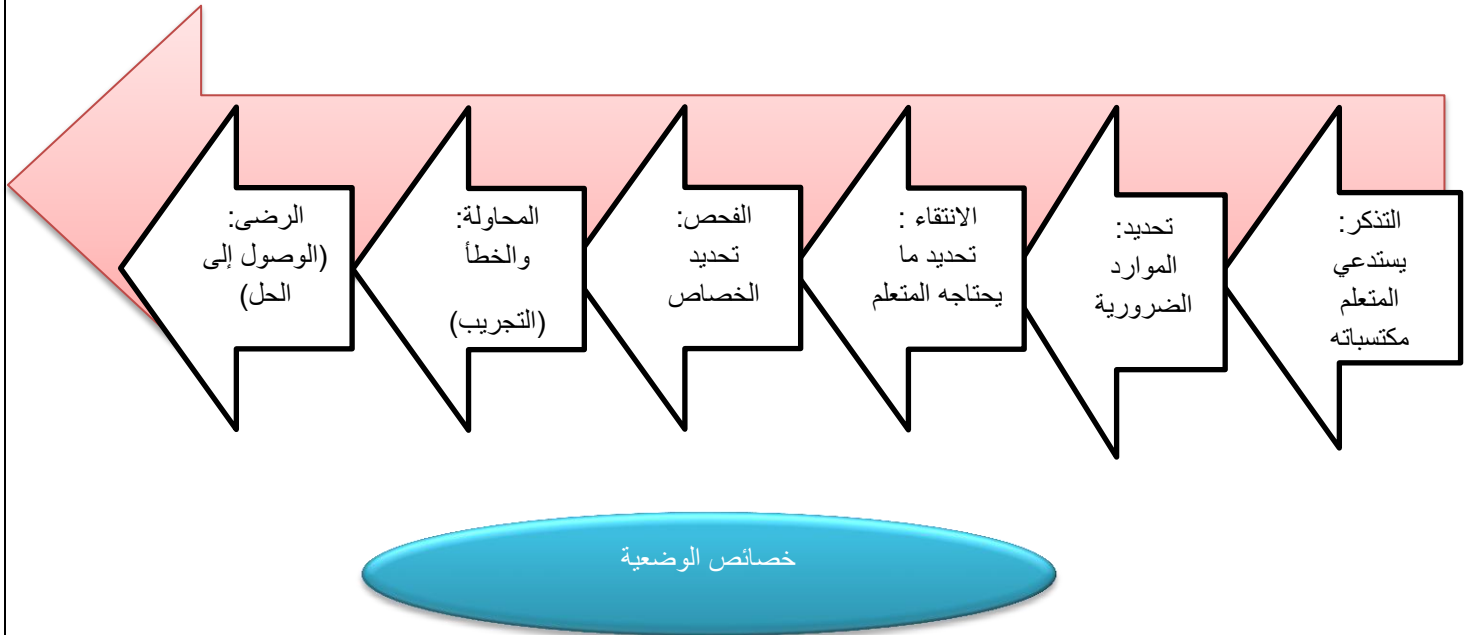 التذكر:
يستدعي
المتعلم
مكتسباته
تحديد:
الموارد
الضرورية
الانتقاء :
تحديد ما
يحتاجه المتعلم
الفحص:
تحديد
الخصاص
المحاولة:
والخطأ
(التجريب)
الرضى:
(الوصول إلى
الحل)
خصائص الوضعية